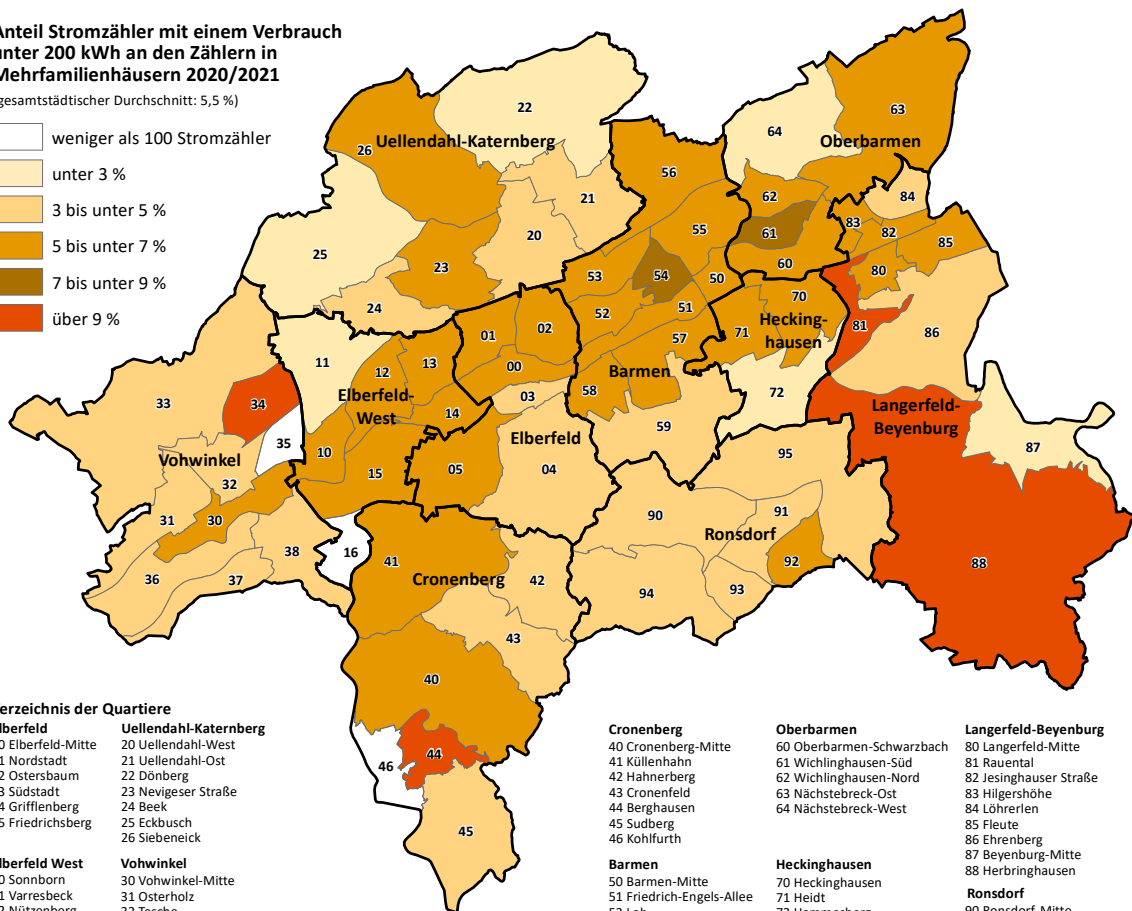 Anteil Stromzähler mit einem Verbrauch
unter 200 kWh an den Zählern in
Mehrfamilienhäusern 2020/2021
(gesamtstädtischer Durchschnitt: 5,5 %)
weniger als 100 Stromzähler
unter 3 %
3 bis unter 5 %
5 bis unter 7 %
7 bis unter 9 %
über 9 %
22
63
64
Oberbarmen
26
Uellendahl-Katernberg
56
21
62
84
20
55
61
83
82
85
25
23
53
54
50
60
80
24
52
51
70
01
02
57
71
Hecking-
hausen
81
86
11
12
13
00
Barmen
58
03
72
33
34
Elberfeld-
West
14
Langerfeld-
Beyenburg
35
Elberfeld
59
87
Vohwinkel
10
15
05
04
95
32
31
30
90
91
Ronsdorf
38
16
41
92
88
36
37
Cronenberg
42
94
93
43
40
44
46
45
erzeichnis der Quartiere
lberfeld
0 Elberfeld-Mitte
1 Nordstadt
2 Ostersbaum
3 Südstadt
4 Grifflenberg
5 Friedrichsberg
lberfeld West
0 Sonnborn
1 Varresbeck
2 Nützenberg
Uellendahl-Katernberg
20 Uellendahl-West
21 Uellendahl-Ost
22 Dönberg
23 Nevigeser Straße
24 Beek
25 Eckbusch
26 Siebeneick
Vohwinkel
30 Vohwinkel-Mitte
31 Osterholz
32 Tesche
Cronenberg
40 Cronenberg-Mitte
41 Küllenhahn
42 Hahnerberg
43 Cronenfeld
44 Berghausen
45 Sudberg
46 Kohlfurth
Barmen
50 Barmen-Mitte
51 Friedrich-Engels-Allee
52 Loh
Oberbarmen
60 Oberbarmen-Schwarzbach
61 Wichlinghausen-Süd
62 Wichlinghausen-Nord
63 Nächstebreck-Ost
64 Nächstebreck-West
Heckinghausen
70 Heckinghausen
71 Heidt
72 Hammesberg
Langerfeld-Beyenburg
80 Langerfeld-Mitte
81 Rauental
82 Jesinghauser Straße
83 Hilgershöhe
84 Löhrerlen
85 Fleute
86 Ehrenberg
87 Beyenburg-Mitte
88 Herbringhausen
Ronsdorf
90 Ronsdorf-Mitte